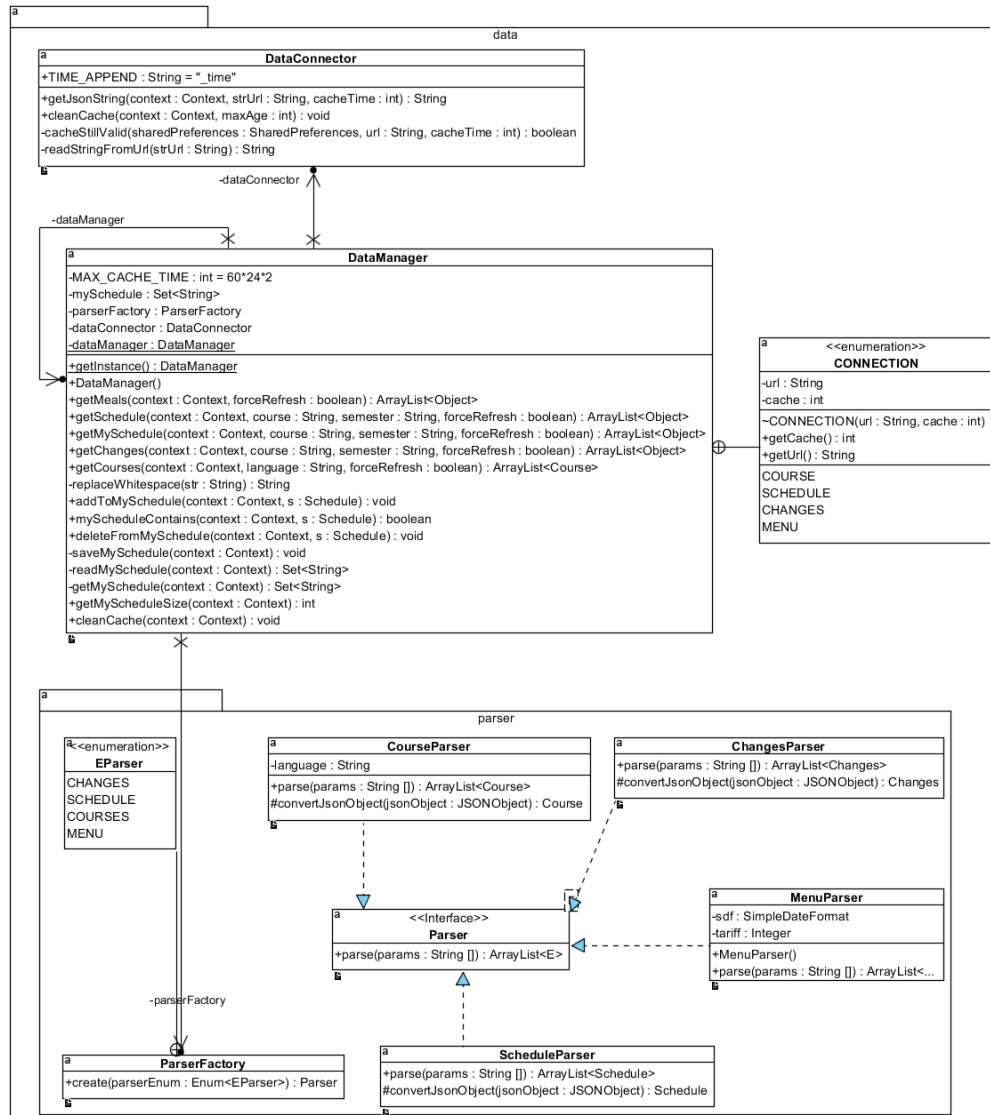 a
data
a
DataConnector
+TIME_APPEND : String = "_time"
+getJsonString(context : Context, strUrl : String, cacheTime : int) : String
+cleanCache(context : Context, maxAge : int) : void
-cacheStillValid(sharedPreferences : SharedPreferences, url : String, cacheTime : int) : boolean
-readStringFromUrl(strUrl : String) : String
-dataConnector
-dataManager
a
DataManager
-MAX_CACHE_TIME : int = 60*24*2
-mySchedule : Set<String>
-parserFactory : ParserFactory
-dataConnector : DataConnector
-dataManager : DataManager
+getInstance() : DataManager
+DataManager()
+getMeals(context : Context, forceRefresh : boolean) : ArrayList<Object>
+getSchedule(context : Context, course : String, semester : String, forceRefresh : boolean) : ArrayList<Object>
+getMySchedule(context : Context, course : String, semester : String, forceRefresh : boolean) : ArrayList<Object>
+getChanges(context : Context, course : String, semester : String, forceRefresh : boolean) : ArrayList<Object>
+getCourses(context : Context, language : String, forceRefresh : boolean) : ArrayList<Course>
-replaceWhitespace(str : String) : String
+addToMySchedule(context : Context, s : Schedule) : void
+myScheduleContains(context : Context, s : Schedule) : boolean
+deleteFromMySchedule(context : Context, s : Schedule) : void
-saveMySchedule(context : Context) : void
-readMySchedule(context : Context) : Set<String>
-getMySchedule(context : Context) : Set<String>
+getMyScheduleSize(context : Context) : int
+cleanCache(context : Context) : void
a
<<enumeration>>
CONNECTION
-url : String
-cache : int
~CONNECTION(url : String, cache : int)
+getCache() : int
+getUrl() : String
COURSE
SCHEDULE
CHANGES
MENU
a
parser
a
<<enumeration>>
EParser
CHANGES
SCHEDULE
COURSES
MENU
a
CourseParser
-language : String
+parse(params : String []) : ArrayList<Course>
#convertJsonObject(jsonObject : JSONObject) : Course
a
ChangesParser
+parse(params : String []) : ArrayList<Changes>
#convertJsonObject(jsonObject : JSONObject) : Changes
a
<<Interface>>
Parser
+parse(params : String []) : ArrayList<E>
a
MenuParser
-sdf : SimpleDateFormat
-tariff : Integer
+MenuParser()
+parse(params : String []) : ArrayList<...
-parserFactory
a
ParserFactory
+create(parserEnum : Enum<EParser>) : Parser
a
ScheduleParser
+parse(params : String []) : ArrayList<Schedule>
#convertJsonObject(jsonObject : JSONObject) : Schedule